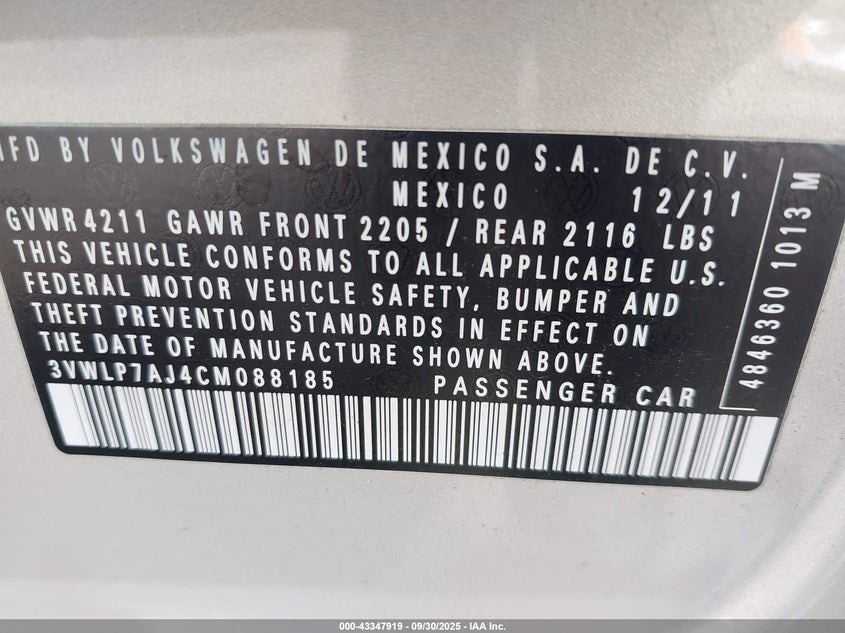 MFD BY VOLKSWAGEN DE MEXICO S.A. DE C.V.
MEXICO 12/11
GVWR 4211 GAWR FRONT 2205 / REAR 2116 LBS
THIS VEHICLE CONFORMS TO ALL APPLICABLE U.S.
FEDERAL MOTOR VEHICLE SAFETY, BUMPER AND
THEFT PREVENTION STANDARDS IN EFFECT ON
THE DATE OF MANUFACTURE SHOWN ABOVE.
3VWLP7AJ4CM088185 PASSENGER CAR
4846360 1013 M
000-43347919 - 09/30/2025 - IAA Inc.